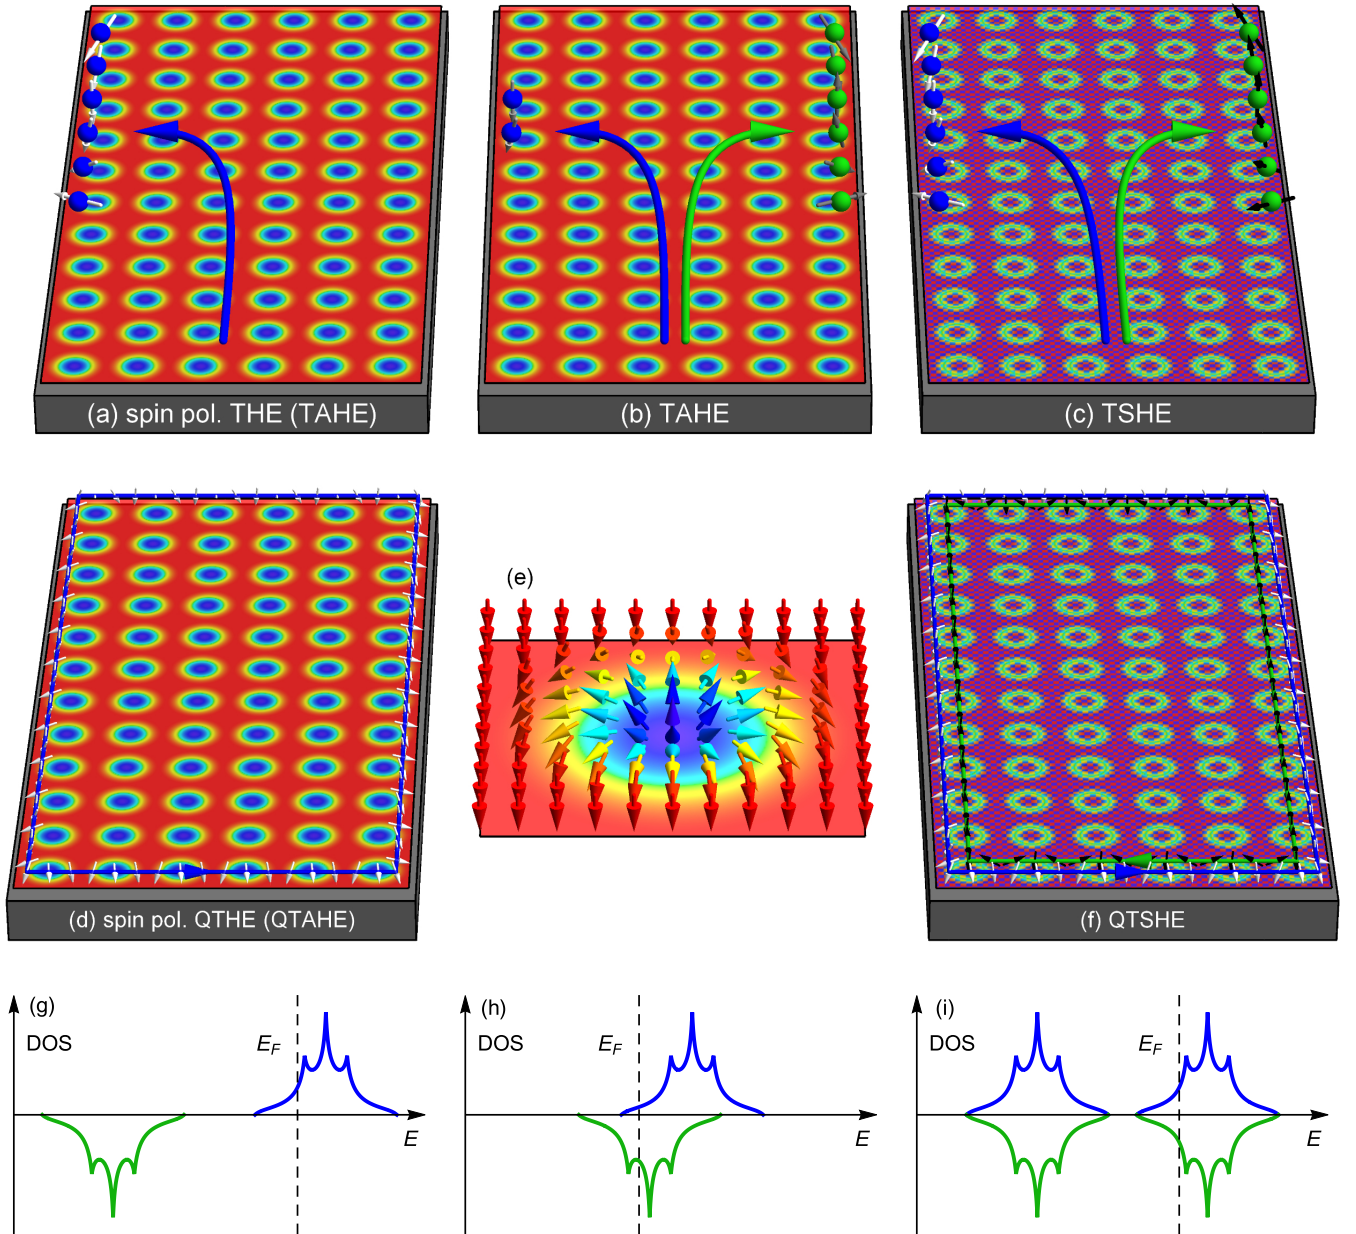 (a) spin pol. THE (TAHE)
(b) TAHE
(c) TSHE
(e)
(d) spin pol. QTHE (QTAHE)
(f) QTSHE
(g)
DOS
E_F
E
(h)
DOS
E_F
E
(i)
DOS
E_F
E